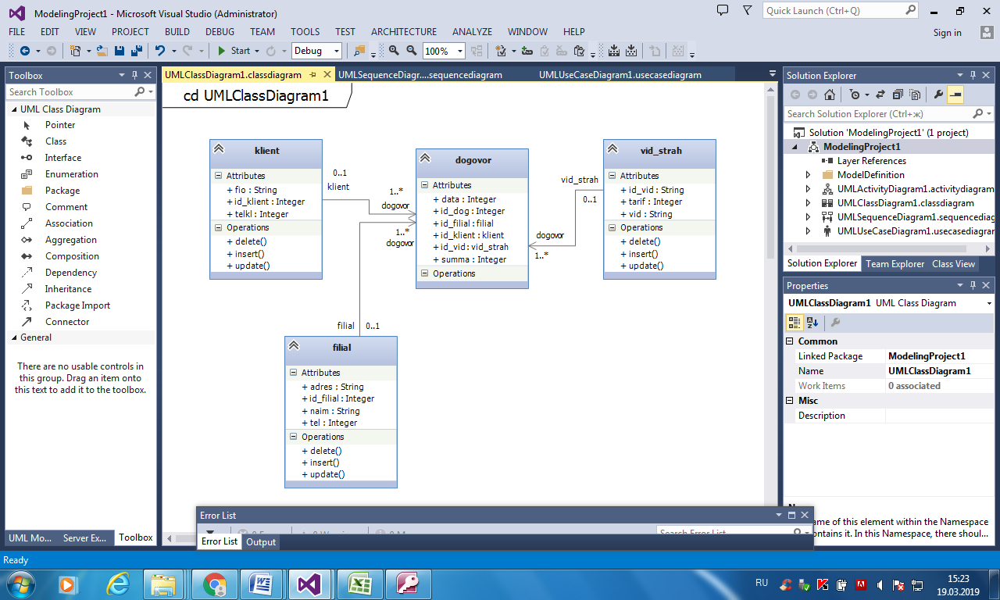 ModelingProject1 - Microsoft Visual Studio (Administrator)
Quick Launch (Ctrl+Q)
FILE EDIT VIEW PROJECT BUILD DEBUG TEAM TOOLS TEST ARCHITECTURE ANALYZE WINDOW HELP
Sign in
Start Debug 100%
Toolbox
Search Toolbox
UML Class Diagram
Pointer
Class
Interface
Enumeration
Package
Comment
Association
Aggregation
Composition
Dependency
Inheritance
Package Import
Connector
General
There are no usable controls in
this group. Drag an item onto
this text to add it to the toolbox.
UML Mo... Server Ex... Toolbox
UMLClassDiagram1.classdiagram UMLSequenceDiagr....sequencediagram UMLUseCaseDiagram1.usecasediagram
cd UMLClassDiagram1
klient
Attributes
+ fio : String
+ id_klient : Integer
+ telkl : Integer
Operations
+ delete()
+ insert()
+ update()
0..1
klient
1..*
dogovor
1..*
dogovor
dogovor
Attributes
+ data : Integer
+ id_dog : Integer
+ id_filial : filial
+ id_klient : klient
+ id_vid : vid_strah
+ summa : Integer
Operations
vid_strah
0..1
dogovor
1..*
vid_strah
Attributes
+ id_vid : String
+ tarif : Integer
+ vid : String
Operations
+ delete()
+ insert()
+ update()
filial 0..1
filial
Attributes
+ adres : String
+ id_filial : Integer
+ naim : String
+ tel : Integer
Operations
+ delete()
+ insert()
+ update()
Error List
Search Error List
Error List Output
Solution Explorer
Search Solution Explorer (Ctrl+ж)
Solution 'ModelingProject1' (1 project)
ModelingProject1
Layer References
ModelDefinition
UMLActivityDiagram1.activitydiagram
UMLClassDiagram1.classdiagram
UMLSequenceDiagram1.sequencediag
UMLUseCaseDiagram1.usecasediagrar
Solution Explorer Team Explorer Class View
Properties
UMLClassDiagram1 UML Class Diagram
Common
Linked Package ModelingProject1
Name UMLClassDiagram1
Work Items 0 associated
Misc
Description
ame of this element within the Namespace
ontains it. In this Namespace, there shoul...
Ready
RU
15:23
19.03.2019